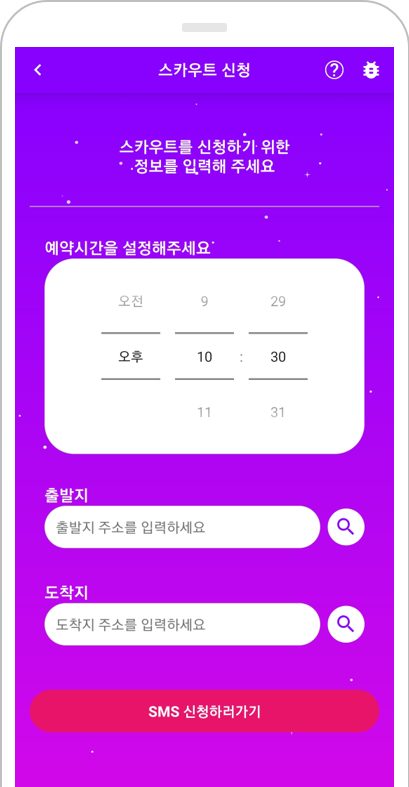 스카우트 신청
스카우트를 신청하기 위한
정보를 입력해 주세요
예약시간을 설정해주세요
오전 9 29
오후 10 : 30
11 31
출발지
출발지 주소를 입력하세요
도착지
도착지 주소를 입력하세요
SMS 신청하러가기